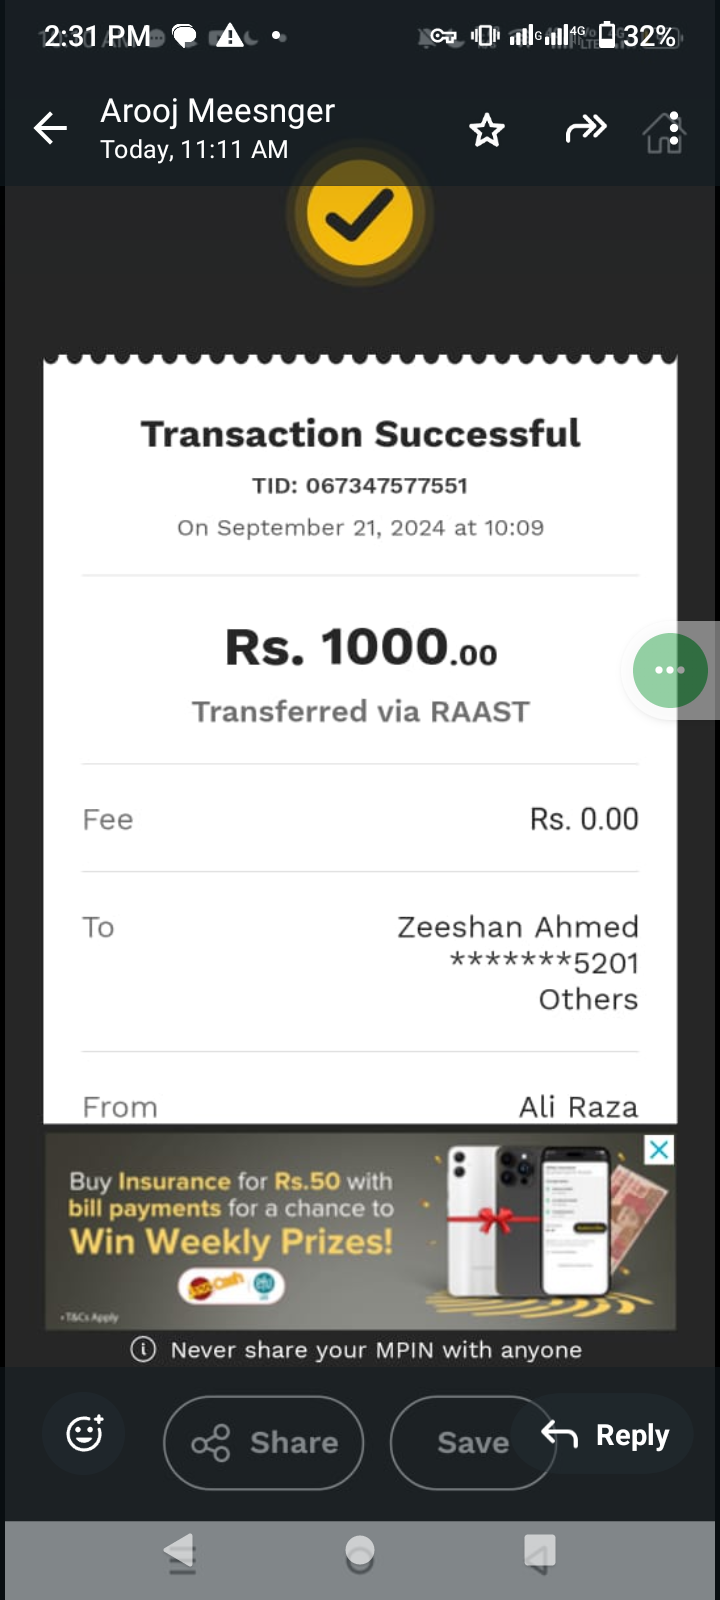 2:31 PM
4G
32%
Arooj Meesnger
Today, 11:11 AM
Transaction Successful
TID: 067347577551
On September 21, 2024 at 10:09
Rs. 1000.00
Transferred via RAAST
Fee
Rs. 0.00
To
Zeeshan Ahmed
*******5201
Others
From
Ali Raza
Buy Insurance for Rs.50 with
bill payments for a chance to
Win Weekly Prizes!
•T&Cs Apply
Never share your MPIN with anyone
Share
Save
Reply